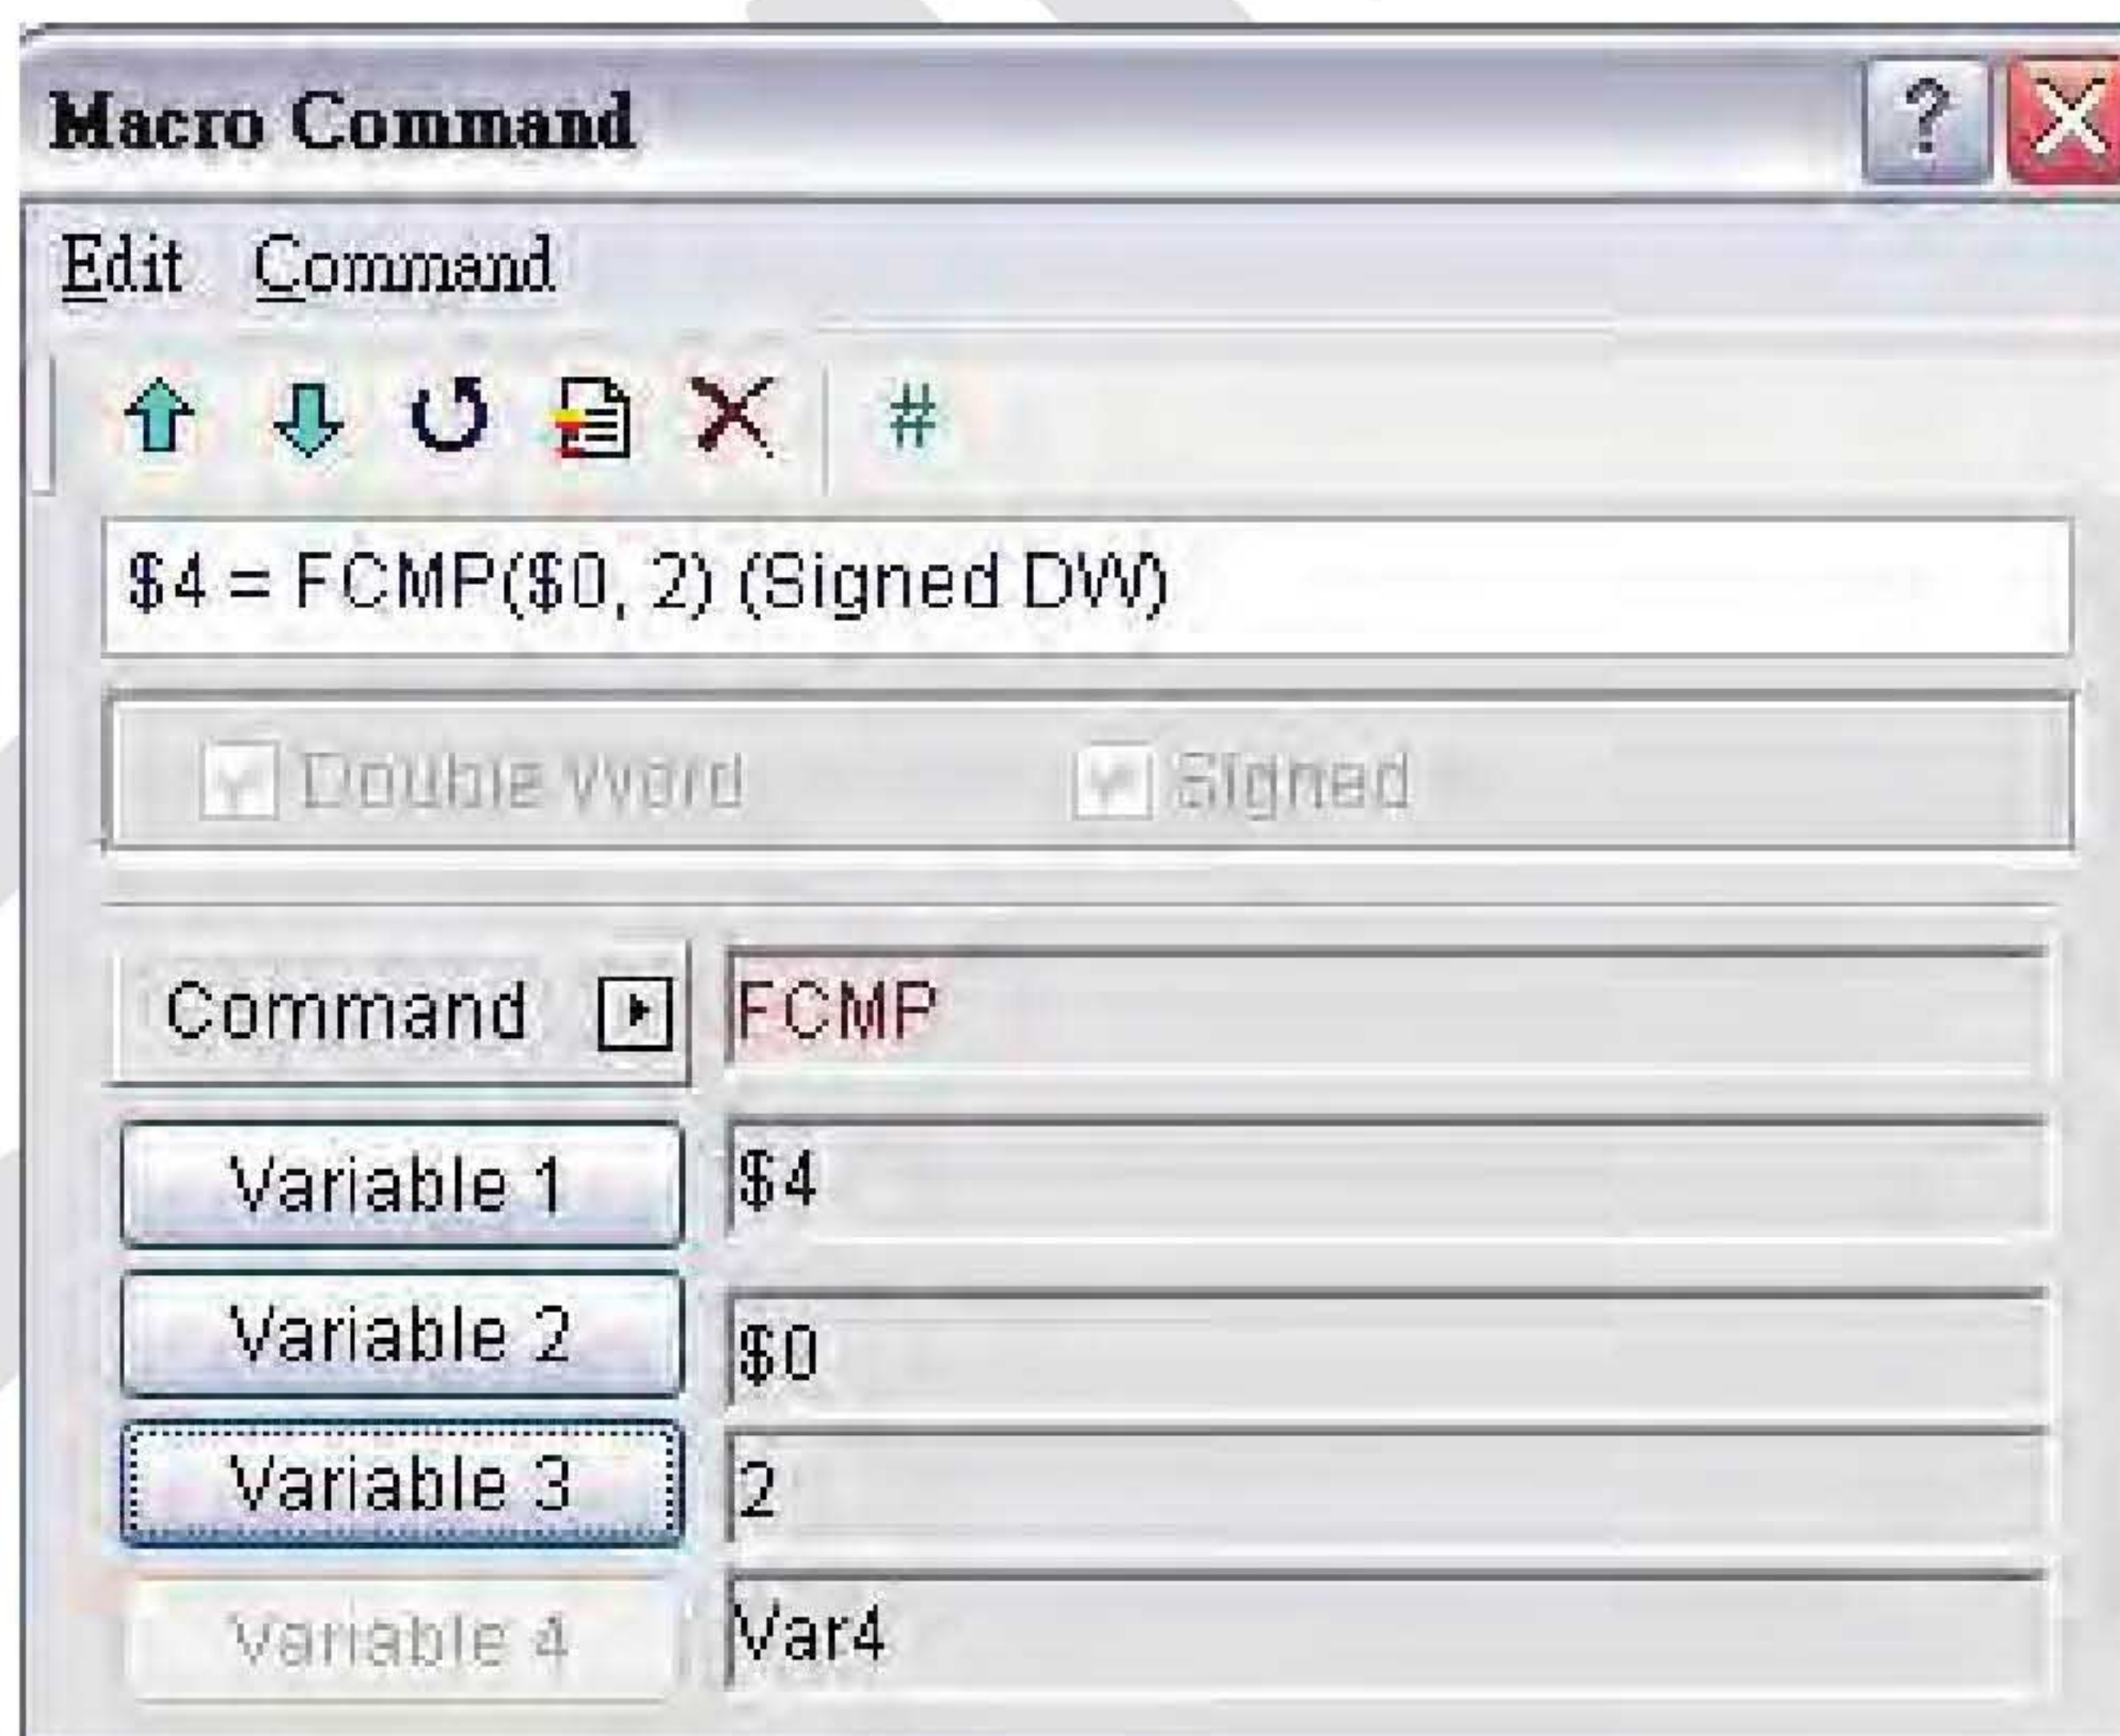 Macro Command
?
Edit Command
#
$4 = FCMP($0, 2) (Signed DW)
Double Word Signed
Command FCMP
Variable 1 $4
Variable 2 $0
Variable 3 2
Variable 4 Var4